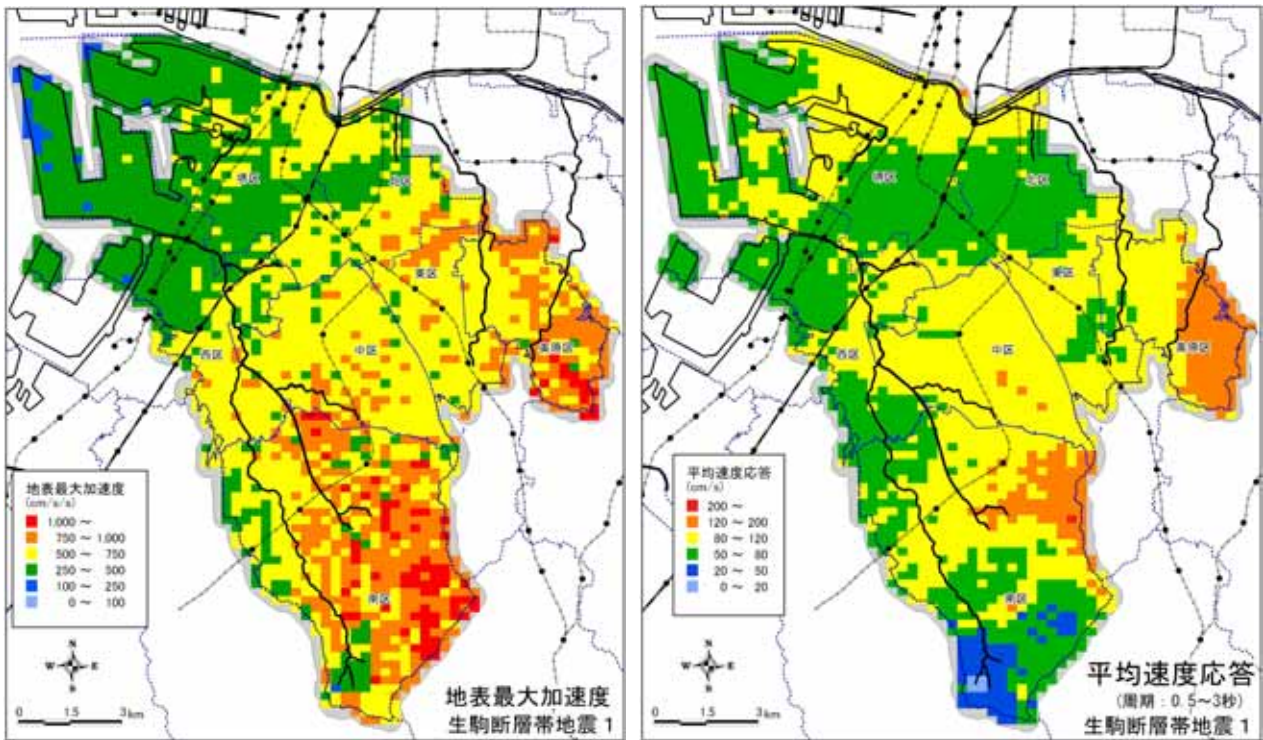 堺区
北区
東区
西区
中区
美原区
南区
地表最大加速度
(cm/s/s)
1,000 ～
750 ～ 1,000
500 ～ 750
250 ～ 500
100 ～ 250
0 ～ 100
N
W E
S
0 1.5 3 km
地表最大加速度
生駒断層帯地震 1
堺区
北区
東区
西区
中区
美原区
南区
平均速度応答
(cm/s)
200 ～
120 ～ 200
80 ～ 120
50 ～ 80
20 ～ 50
0 ～ 20
N
W E
S
0 1.5 3 km
平均速度応答
(周期：0.5～3秒)
生駒断層帯地震 1